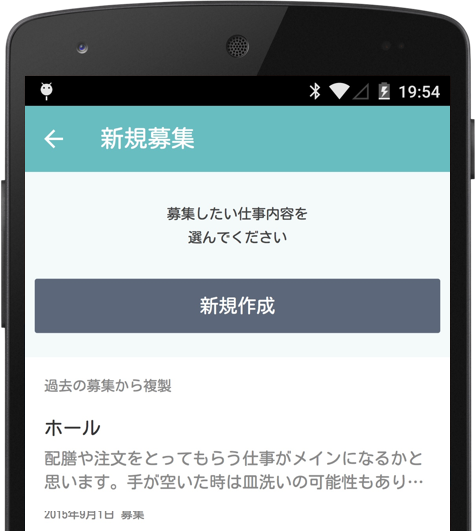 19:54
新規募集
募集したい仕事内容を
選んでください
新規作成
過去の募集から複製
ホール
配膳や注文をとってもらう仕事がメインになるかと
思います。手が空いた時は皿洗いの可能性もあり…
2015年9月1日 募集